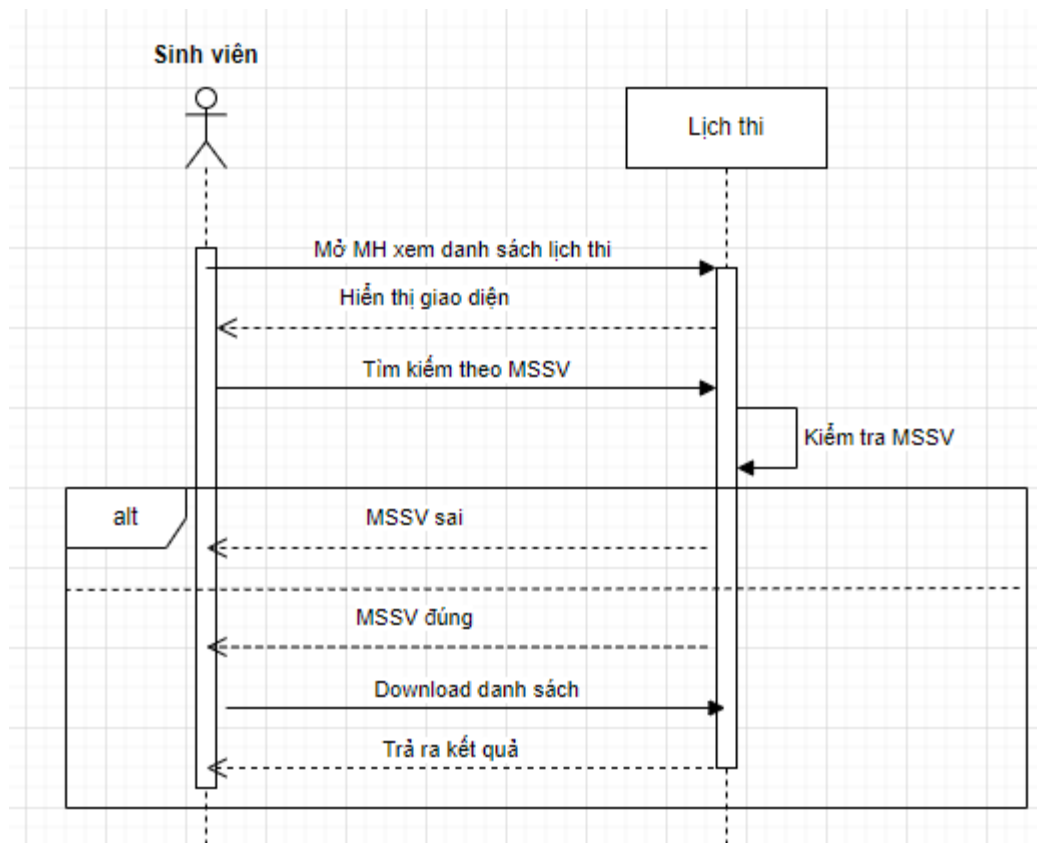 Sinh viên
Lịch thi
Mở MH xem danh sách lịch thi
Hiển thị giao diện
Tìm kiếm theo MSSV
Kiểm tra MSSV
alt
MSSV sai
MSSV đúng
Download danh sách
Trả ra kết quả